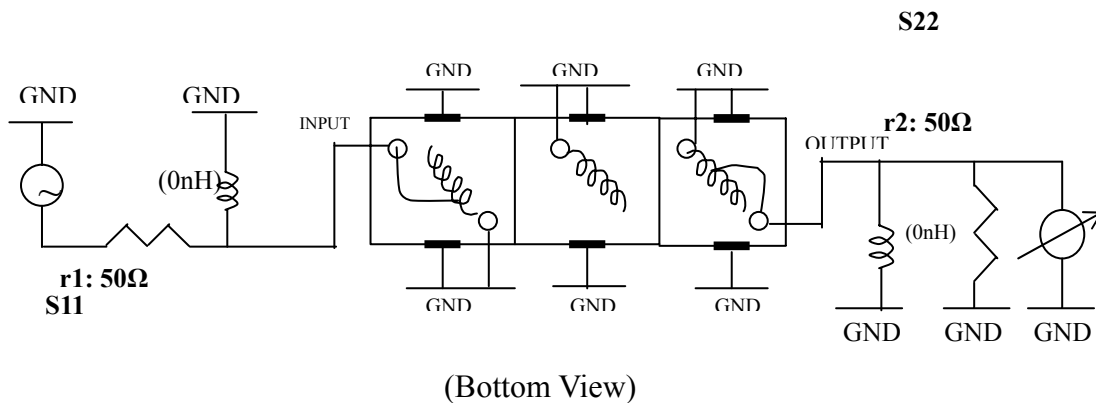 S22
GND
GND
GND
GND
GND
INPUT
r2: 50Ω
OUTPUT
(0nH)
(0nH)
r1: 50Ω
S11
GND
GND
GND
GND
GND
GND
(Bottom View)